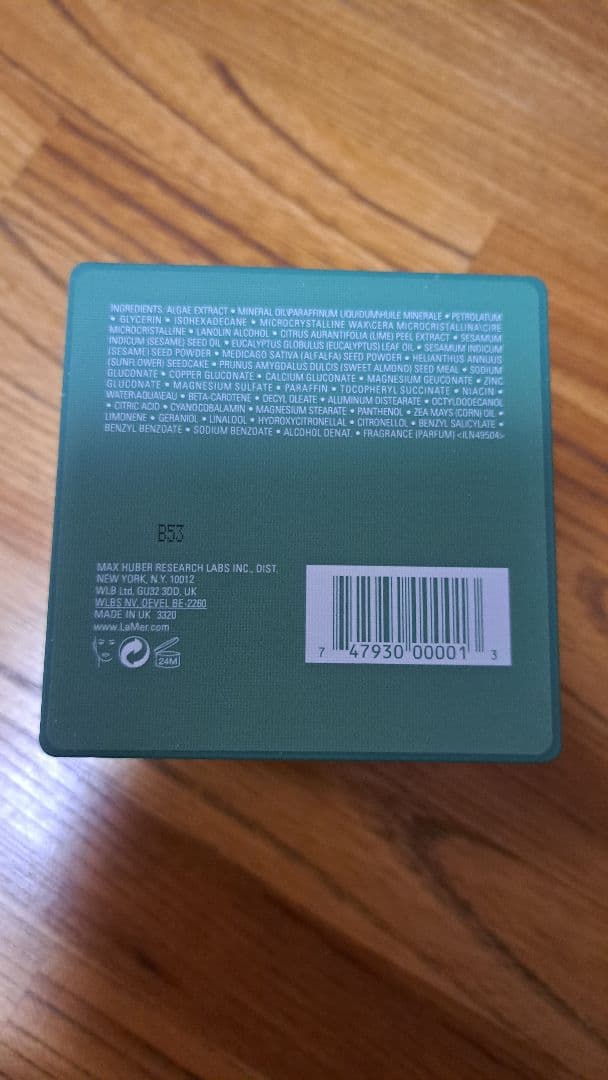 INGREDIENTS: ALGAE EXTRACT • MINERAL OIL\PARAFFINUM LIQUIDUM\HUILE MINERALE • PETROLATUM
• GLYCERIN • ISOHEXADECANE • MICROCRYSTALLINE WAX\CERA MICROCRISTALLINA\CIRE
MICROCRISTALLINE • LANOLIN ALCOHOL • CITRUS AURANTIFOLIA (LIME) PEEL EXTRACT • SESAMUM
INDICUM (SESAME) SEED OIL • EUCALYPTUS GLOBULUS (EUCALYPTUS) LEAF OIL • SESAMUM INDICUM
(SESAME) SEED POWDER • MEDICAGO SATIVA (ALFALFA) SEED POWDER • HELIANTHUS ANNUUS
(SUNFLOWER) SEEDCAKE • PRUNUS AMYGDALUS DULCIS (SWEET ALMOND) SEED MEAL • SODIUM
GLUCONATE • COPPER GLUCONATE • CALCIUM GLUCONATE • MAGNESIUM GLUCONATE • ZINC
GLUCONATE • MAGNESIUM SULFATE • PARAFFIN • TOCOPHERYL SUCCINATE • NIACIN •
WATER\AQUA\EAU • BETA-CAROTENE • DECYL OLEATE • ALUMINUM DISTEARATE • OCTYLDODECANOL
• CITRIC ACID • CYANOCOBALAMIN • MAGNESIUM STEARATE • PANTHENOL • ZEA MAYS (CORN) OIL •
LIMONENE • GERANIOL • LINALOOL • HYDROXYCITRONELLAL • CITRONELLOL • BENZYL SALICYLATE •
BENZYL BENZOATE • SODIUM BENZOATE • ALCOHOL DENAT. • FRAGRANCE (PARFUM) <ILN49504>
B53
MAX HUBER RESEARCH LABS INC., DIST.
NEW YORK, N.Y. 10012
WLB Ltd. GU32 3DD, UK
WLBS NV, DEVEL BE-2260
MADE IN UK 3320
www.LaMer.com
24M
7 47930 00001 3